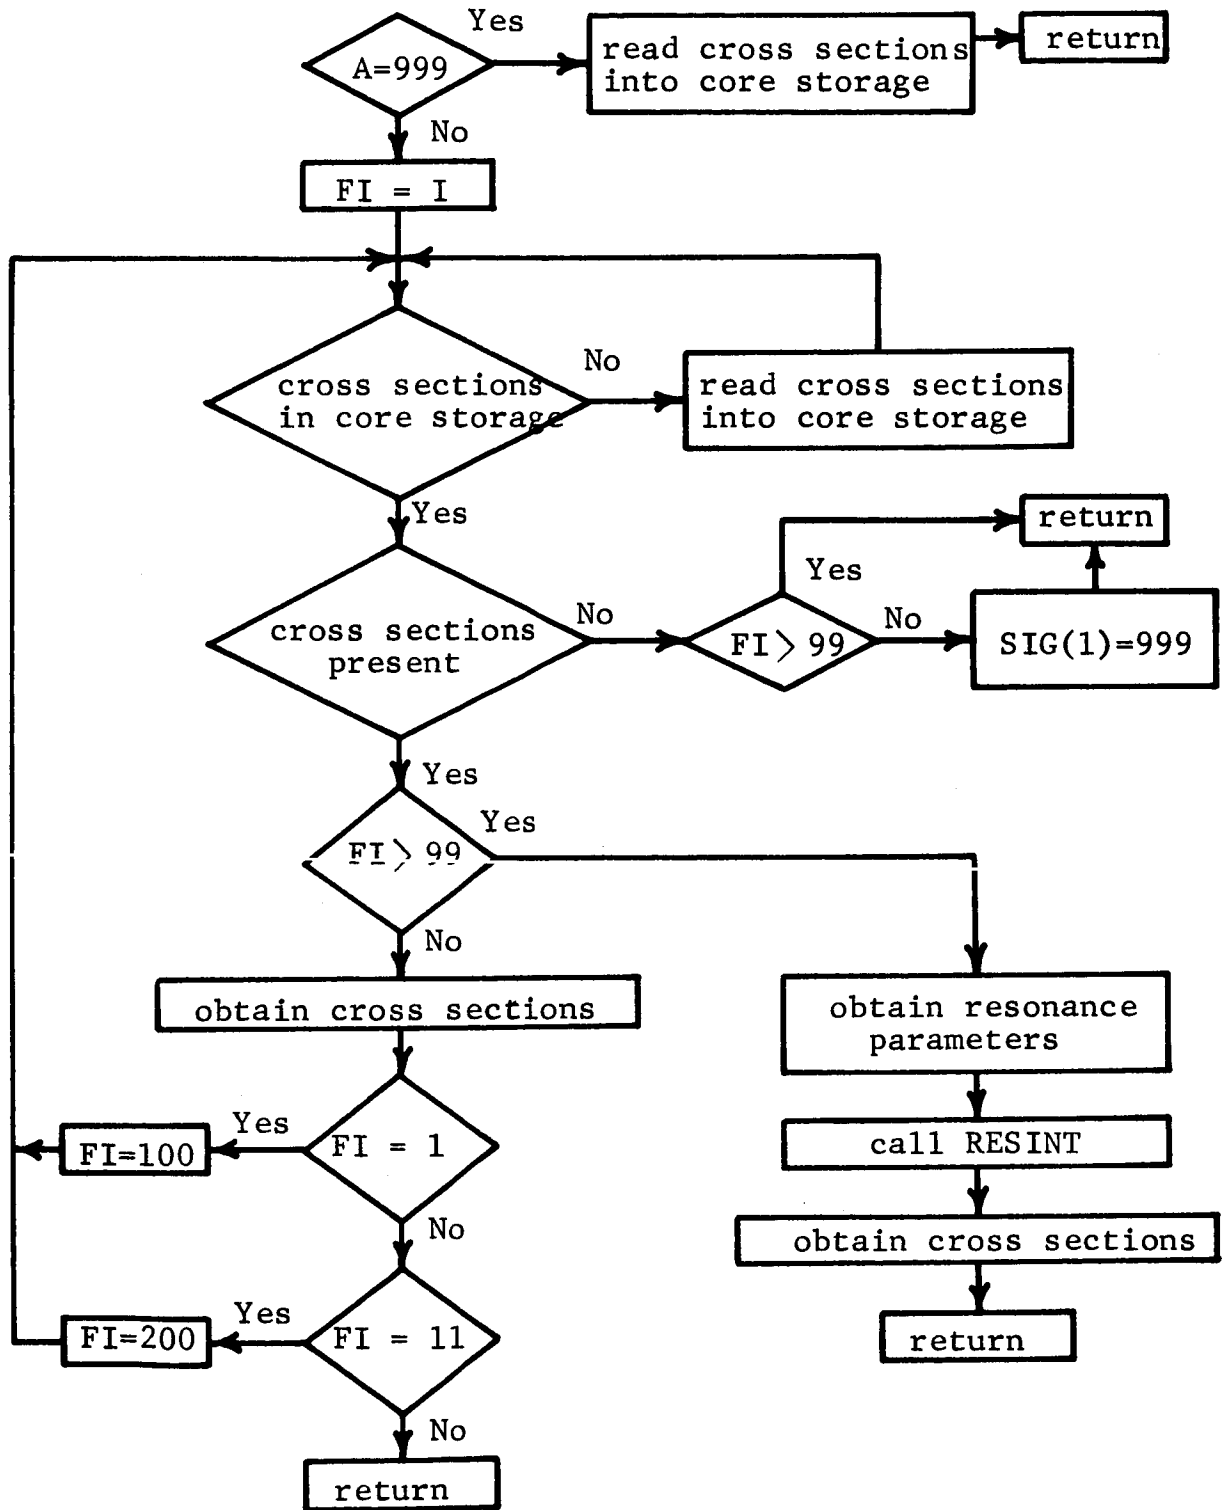 Yes
A=999
read cross sections
into core storage
return
No
FI = I
cross sections
in core storage
No
read cross sections
into core storage
Yes
return
Yes
cross sections
present
No
FI > 99
No
SIG(1)=999
Yes
FI > 99
Yes
No
obtain cross sections
obtain resonance
parameters
Yes
FI=100
FI = 1
call RESINT
No
obtain cross sections
Yes
FI=200
FI = 11
return
No
return